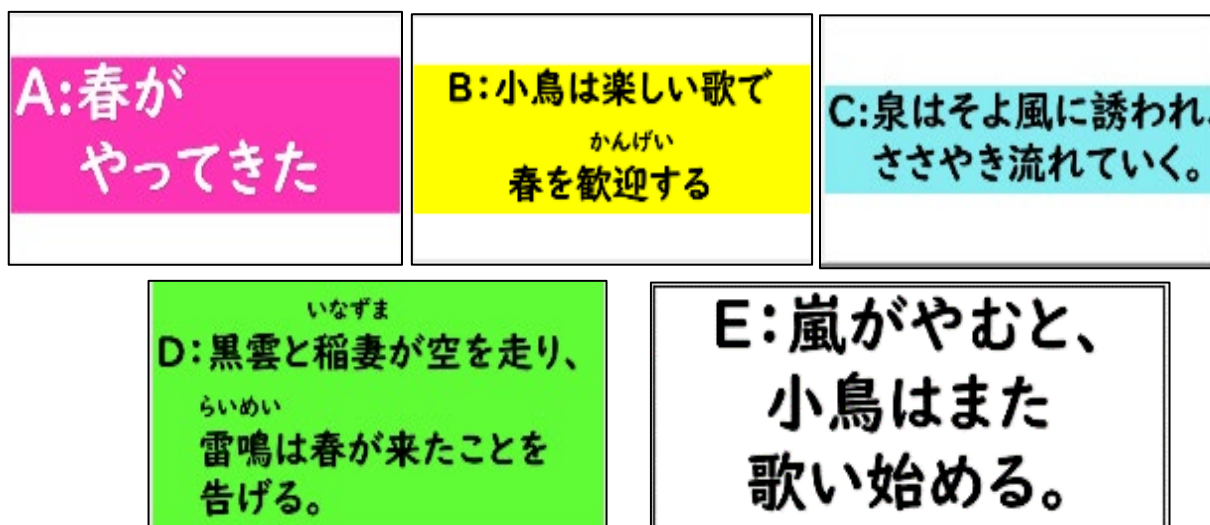 A:春が
やってきた
B:小鳥は楽しい歌で
かんげい
春を歓迎する
C:泉はそよ風に誘われ、
ささやき流れていく。
いなずま
D:黒雲と稲妻が空を走り、
らいめい
雷鳴は春が来たことを
告げる。
E:嵐がやむと、
小鳥はまた
歌い始める。